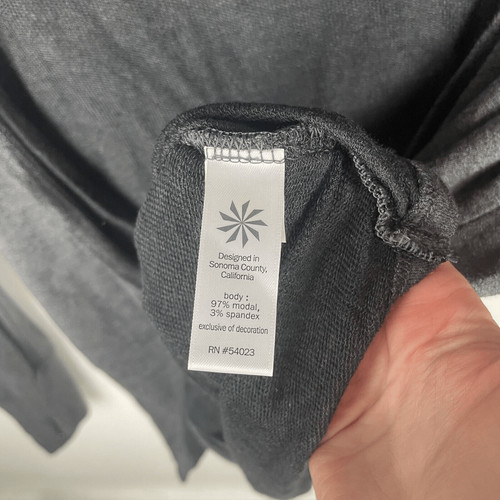 Designed in
Sonoma County,
California
body :
97% modal,
3% spandex
exclusive of decoration
RN #54023